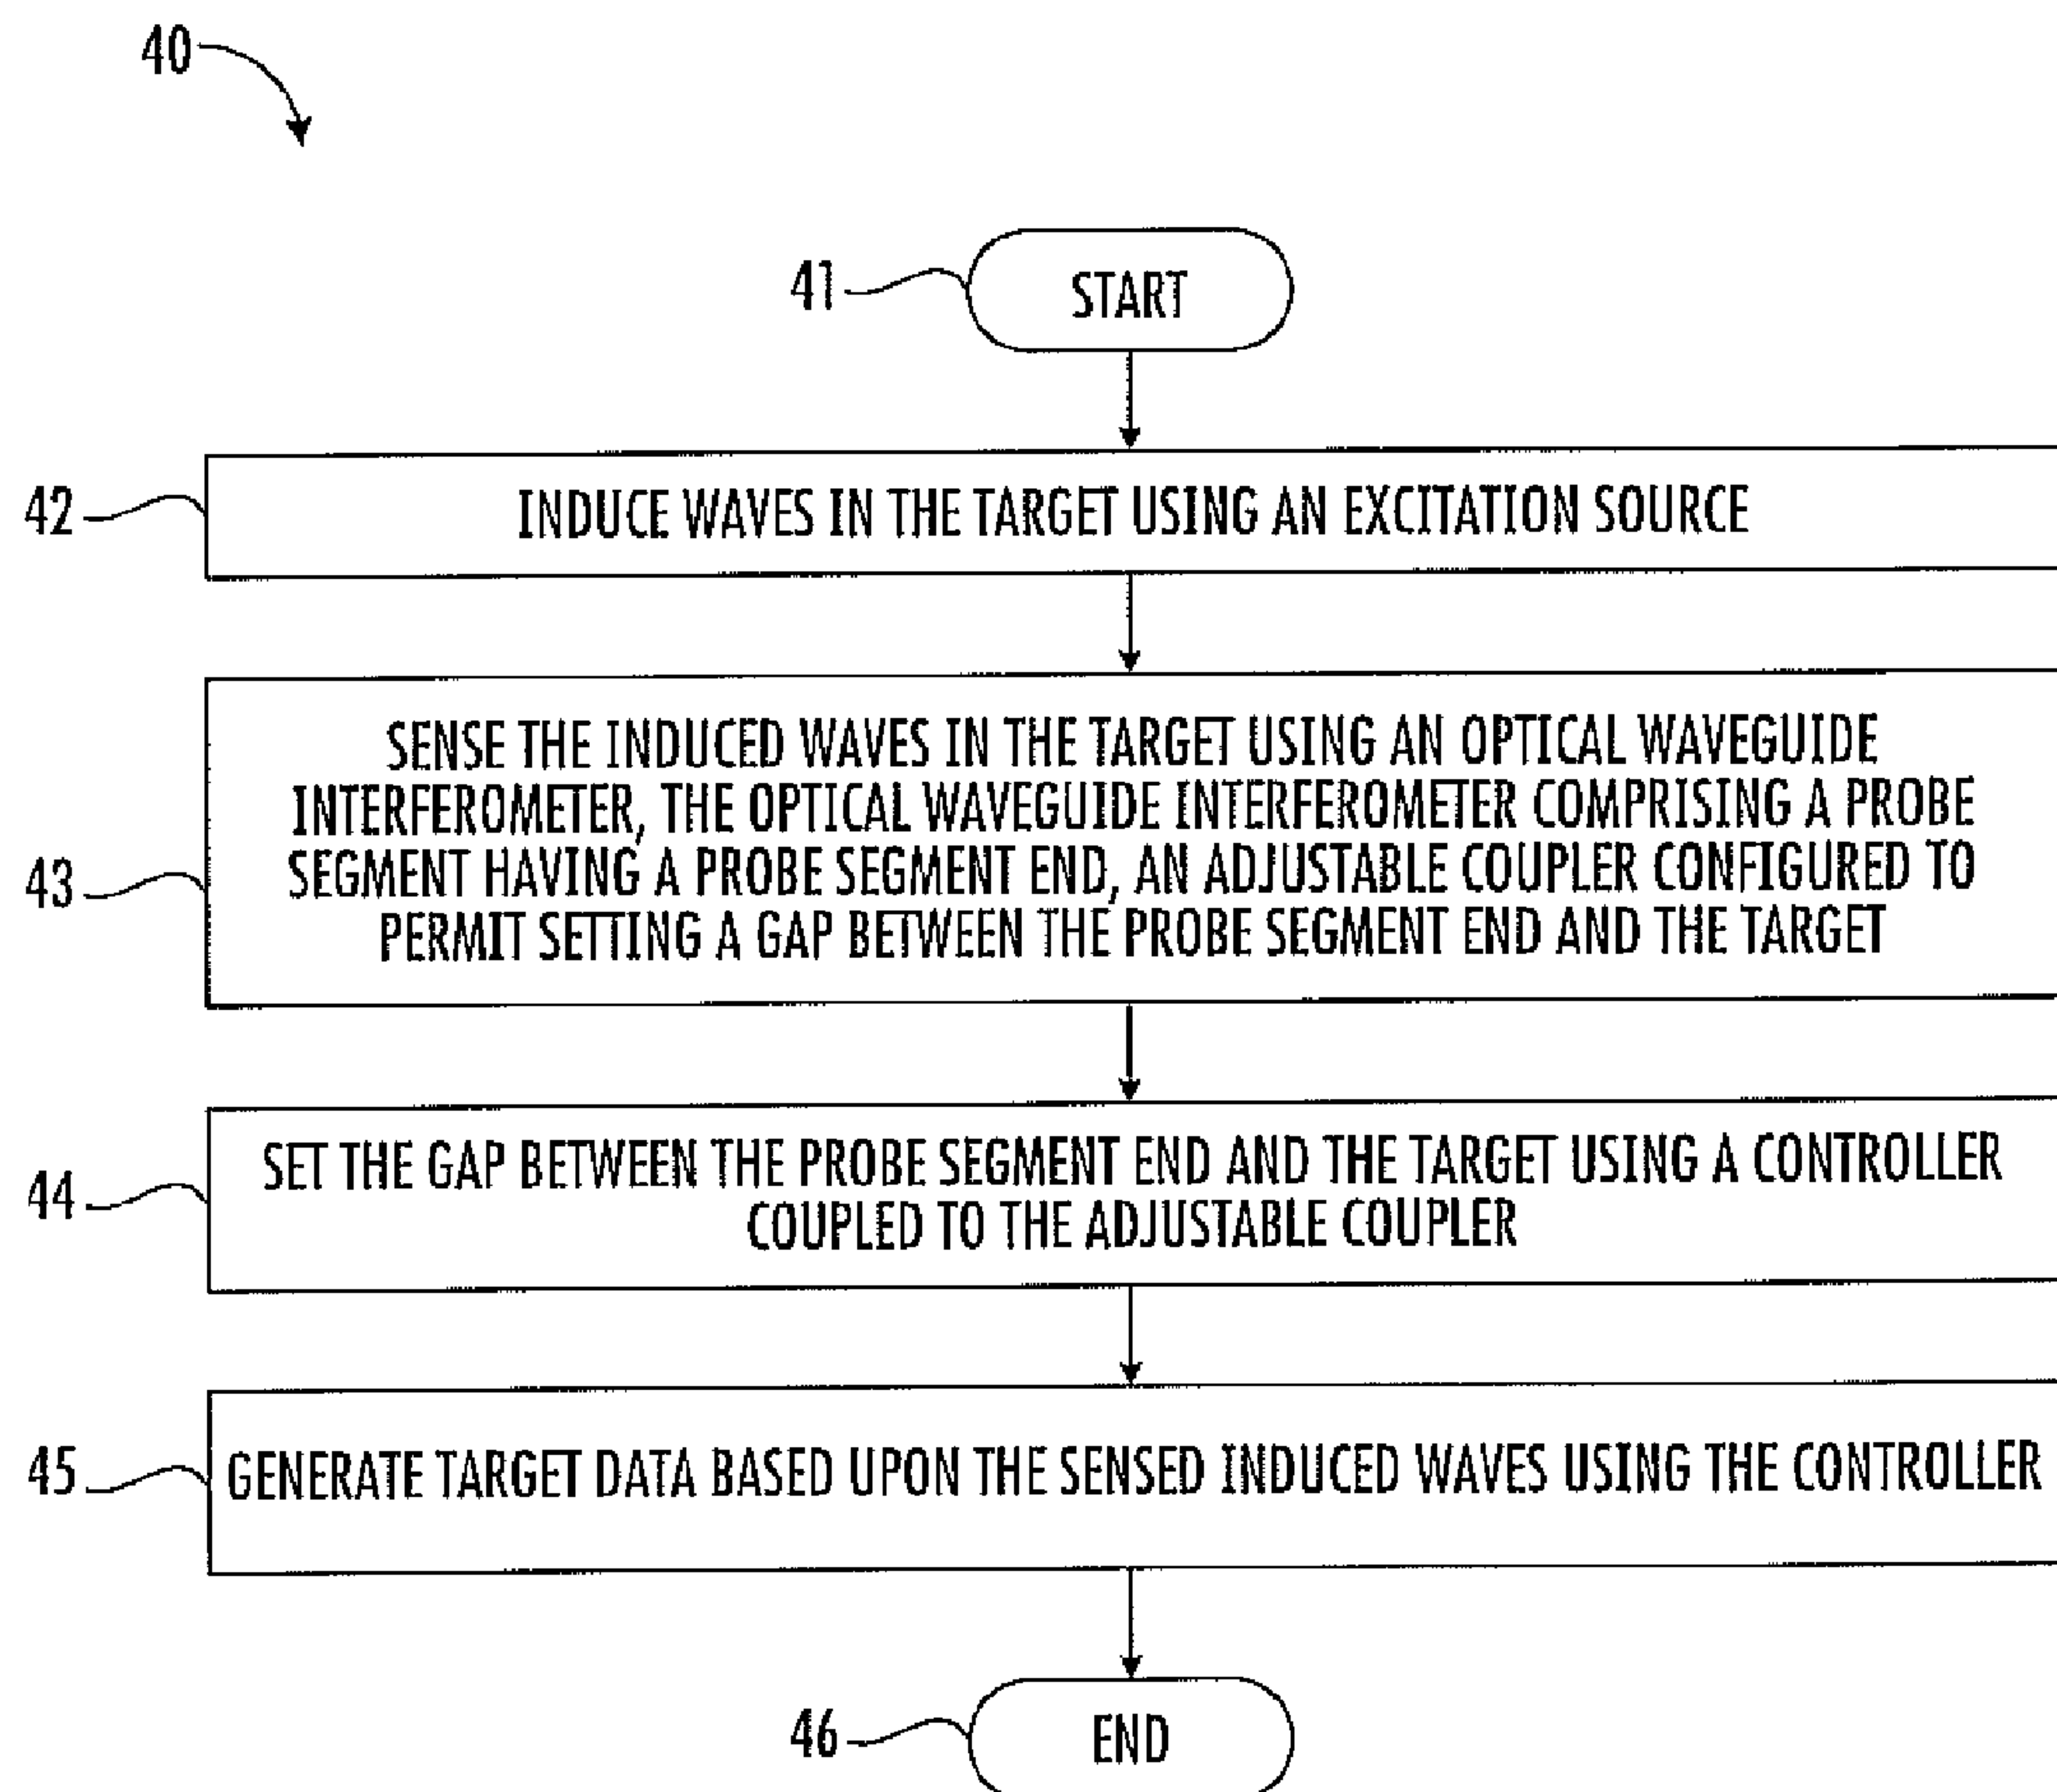 40
41
START
42
INDUCE WAVES IN THE TARGET USING AN EXCITATION SOURCE
43
SENSE THE INDUCED WAVES IN THE TARGET USING AN OPTICAL WAVEGUIDE
INTERFEROMETER, THE OPTICAL WAVEGUIDE INTERFEROMETER COMPRISING A PROBE
SEGMENT HAVING A PROBE SEGMENT END, AN ADJUSTABLE COUPLER CONFIGURED TO
PERMIT SETTING A GAP BETWEEN THE PROBE SEGMENT END AND THE TARGET
44
SET THE GAP BETWEEN THE PROBE SEGMENT END AND THE TARGET USING A CONTROLLER
COUPLED TO THE ADJUSTABLE COUPLER
45
GENERATE TARGET DATA BASED UPON THE SENSED INDUCED WAVES USING THE CONTROLLER
46
END